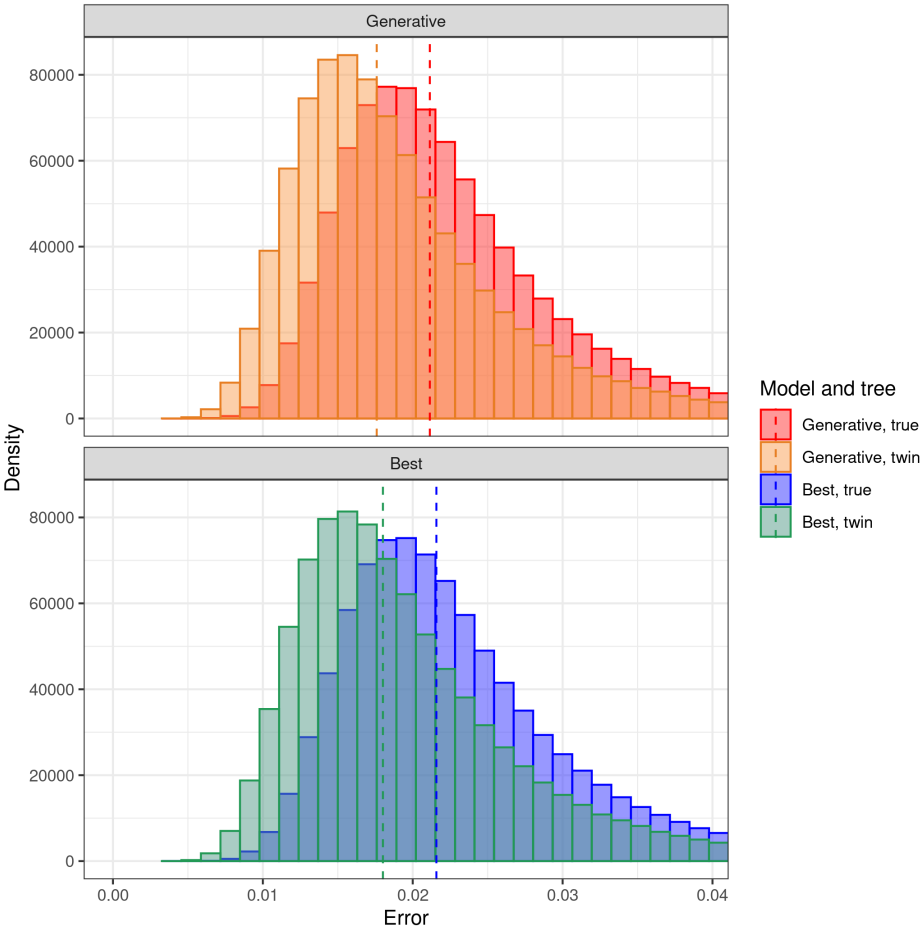 Generative
80000
60000
40000
20000
0
Best
80000
60000
40000
20000
0
0.00 0.01 0.02 0.03 0.04
Error
Density
Model and tree
Generative, true
Generative, twin
Best, true
Best, twin